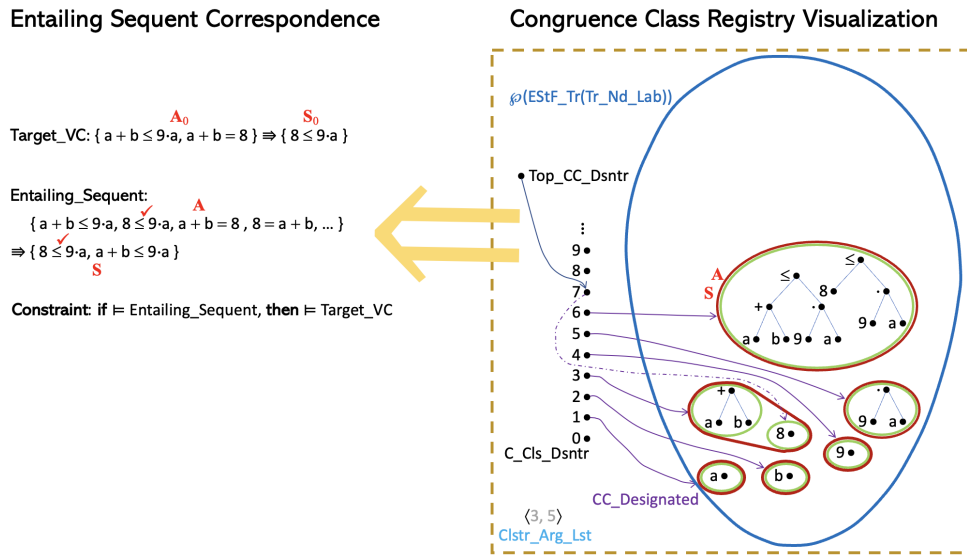 Entailing Sequent Correspondence
Congruence Class Registry Visualization
A₀ S₀
Target_VC: { a + b ≤ 9·a, a + b = 8 } ⇛ { 8 ≤ 9·a }
Entailing_Sequent:
✓ A
{ a + b ≤ 9·a, 8 ≤ 9·a, a + b = 8 , 8 = a + b, ... }
✓
⇛ { 8 ≤ 9·a, a + b ≤ 9·a }
S
Constraint: if ⊨ Entailing_Sequent, then ⊨ Target_VC
℘(EStF_Tr(Tr_Nd_Lab))
Top_CC_Dsntr
⋮
9
8
7
6
5
4
3
2
1
0
C_Cls_Dsntr
⟨3, 5⟩
Clstr_Arg_Lst
CC_Designated
A
S
≤ ≤
+ · 8 ·
a b 9 a 9 a
+ ·
a b 9 a
8
9
a b